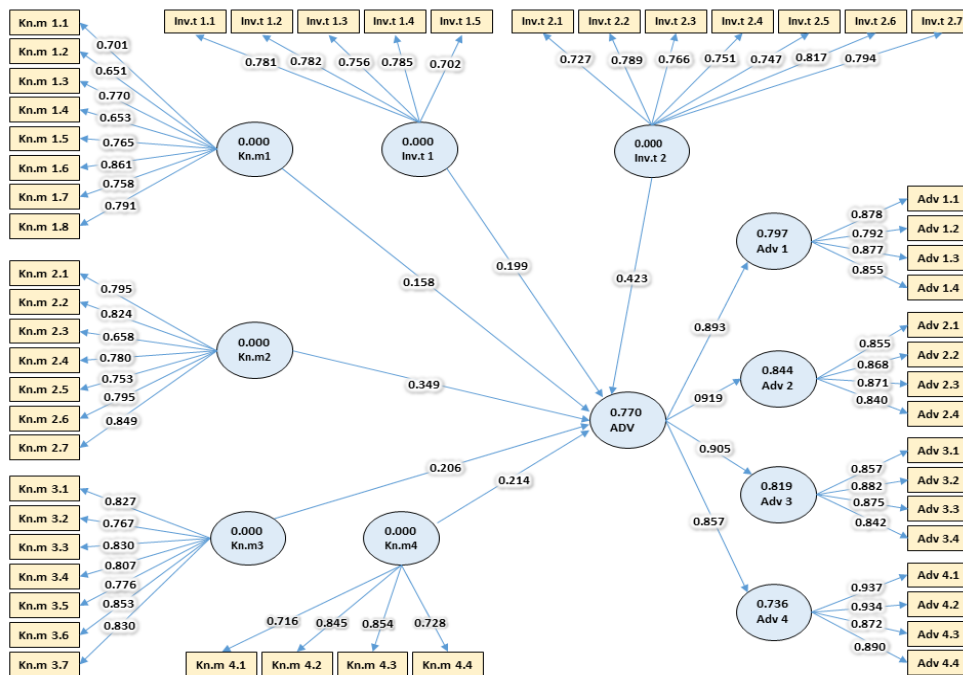 Kn.m 1.1
Kn.m 1.2
Kn.m 1.3
Kn.m 1.4
Kn.m 1.5
Kn.m 1.6
Kn.m 1.7
Kn.m 1.8
0.701
0.651
0.770
0.653
0.765
0.861
0.758
0.791
0.000
Kn.m1
Inv.t 1.1
Inv.t 1.2
Inv.t 1.3
Inv.t 1.4
Inv.t 1.5
0.781
0.782
0.756
0.785
0.702
0.000
Inv.t 1
Inv.t 2.1
Inv.t 2.2
Inv.t 2.3
Inv.t 2.4
Inv.t 2.5
Inv.t 2.6
Inv.t 2.7
0.727
0.789
0.766
0.751
0.747
0.817
0.794
0.000
Inv.t 2
0.158
0.199
0.423
Kn.m 2.1
Kn.m 2.2
Kn.m 2.3
Kn.m 2.4
Kn.m 2.5
Kn.m 2.6
Kn.m 2.7
0.795
0.824
0.658
0.780
0.753
0.795
0.849
0.000
Kn.m2
0.349
0.770
ADV
Kn.m 3.1
Kn.m 3.2
Kn.m 3.3
Kn.m 3.4
Kn.m 3.5
Kn.m 3.6
Kn.m 3.7
0.827
0.767
0.830
0.807
0.776
0.853
0.830
0.000
Kn.m3
0.206
0.000
Kn.m4
0.214
0.716
0.845
0.854
0.728
Kn.m 4.1
Kn.m 4.2
Kn.m 4.3
Kn.m 4.4
0.893
0919
0.905
0.857
0.797
Adv 1
0.878
0.792
0.877
0.855
Adv 1.1
Adv 1.2
Adv 1.3
Adv 1.4
0.844
Adv 2
0.855
0.868
0.871
0.840
Adv 2.1
Adv 2.2
Adv 2.3
Adv 2.4
0.819
Adv 3
0.857
0.882
0.875
0.842
Adv 3.1
Adv 3.2
Adv 3.3
Adv 3.4
0.736
Adv 4
0.937
0.934
0.872
0.890
Adv 4.1
Adv 4.2
Adv 4.3
Adv 4.4